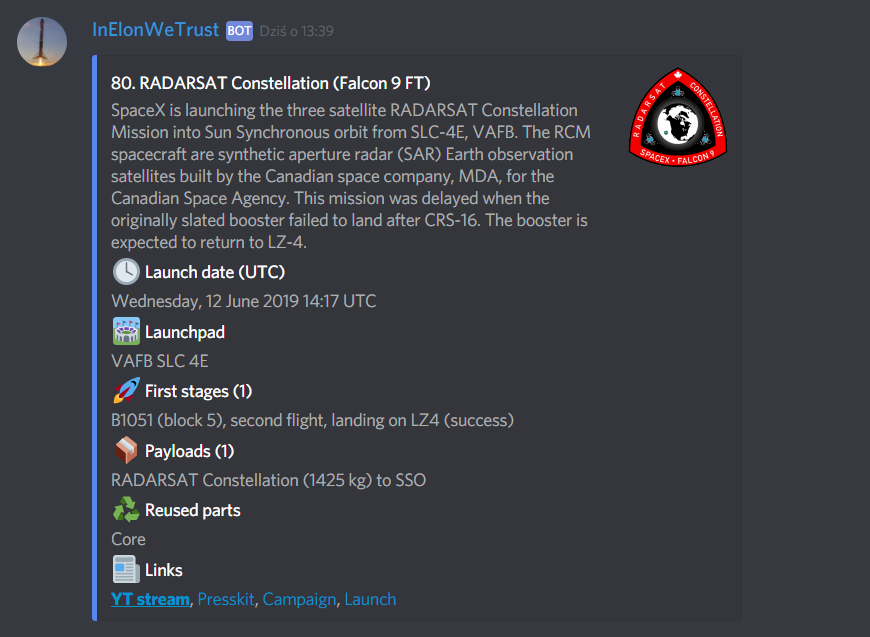 InElonWeTrust BOT Dziś o 13:39
80. RADARSAT Constellation (Falcon 9 FT)
SpaceX is launching the three satellite RADARSAT Constellation
Mission into Sun Synchronous orbit from SLC-4E, VAFB. The RCM
spacecraft are synthetic aperture radar (SAR) Earth observation
satellites built by the Canadian space company, MDA, for the
Canadian Space Agency. This mission was delayed when the
originally slated booster failed to land after CRS-16. The booster is
expected to return to LZ-4.
RADARSAT CONSTELLATION
SPACEX • FALCON 9
Launch date (UTC)
Wednesday, 12 June 2019 14:17 UTC
Launchpad
VAFB SLC 4E
First stages (1)
B1051 (block 5), second flight, landing on LZ4 (success)
Payloads (1)
RADARSAT Constellation (1425 kg) to SSO
Reused parts
Core
Links
YT stream, Presskit, Campaign, Launch